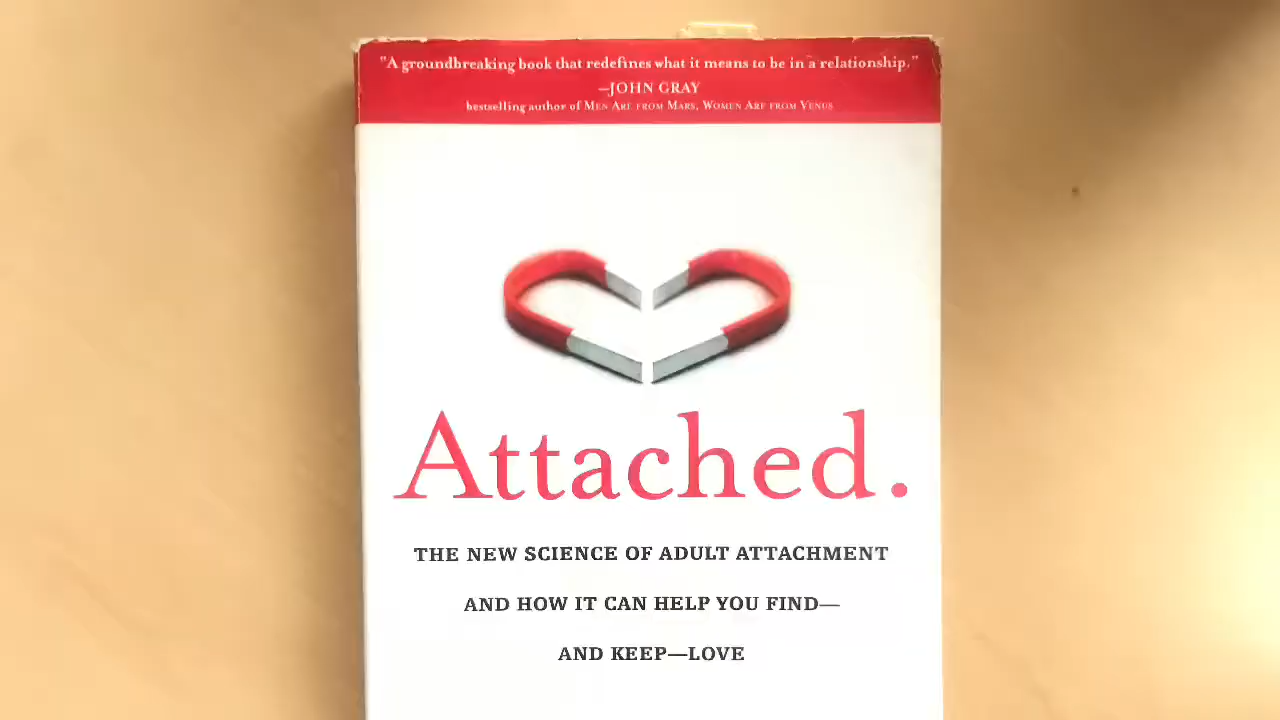 "A groundbreaking book that redefines what it means to be in a relationship."
—JOHN GRAY
bestselling author of MEN ARE FROM MARS, WOMEN ARE FROM VENUS
Attached.
THE NEW SCIENCE OF ADULT ATTACHMENT
AND HOW IT CAN HELP YOU FIND—
AND KEEP—LOVE